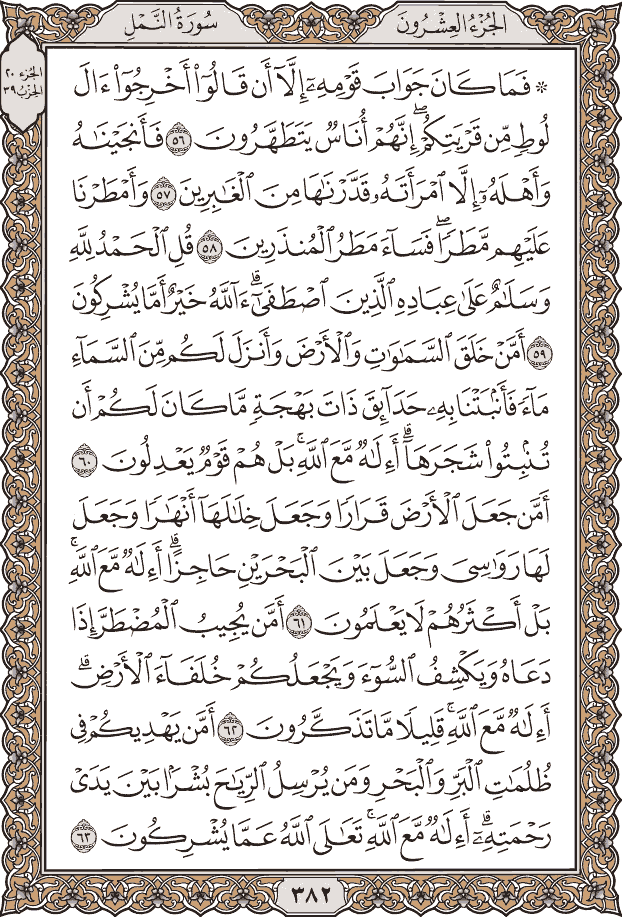 الجُزْءُ العِشْرُونَ
سُورَةُ النَّمْلِ
الجزء ٢٠
الحزب ٣٩
۞ فَمَا كَانَ جَوَابَ قَوْمِهِۦٓ إِلَّآ أَن قَالُوٓا۟ أَخْرِجُوٓا۟ ءَالَ
لُوطٍ مِّن قَرْيَتِكُمْ ۖ إِنَّهُمْ أُنَاسٌ يَتَطَهَّرُونَ ٥٦ فَأَنجَيْنَٰهُ
وَأَهْلَهُۥٓ إِلَّا ٱمْرَأَتَهُۥ قَدَّرْنَٰهَا مِنَ ٱلْغَٰبِرِينَ ٥٧ وَأَمْطَرْنَا
عَلَيْهِم مَّطَرًا ۖ فَسَآءَ مَطَرُ ٱلْمُنذَرِينَ ٥٨ قُلِ ٱلْحَمْدُ لِلَّهِ
وَسَلَٰمٌ عَلَىٰ عِبَادِهِ ٱلَّذِينَ ٱصْطَفَىٰٓ ۗ ءَآللَّهُ خَيْرٌ أَمَّا يُشْرِكُونَ
٥٩ أَمَّنْ خَلَقَ ٱلسَّمَٰوَٰتِ وَٱلْأَرْضَ وَأَنزَلَ لَكُم مِّنَ ٱلسَّمَآءِ
مَآءً فَأَنۢبَتْنَا بِهِۦ حَدَآئِقَ ذَاتَ بَهْجَةٍ مَّا كَانَ لَكُمْ أَن
تُنۢبِتُوا۟ شَجَرَهَآ ۗ أَءِلَٰهٌ مَّعَ ٱللَّهِ ۚ بَلْ هُمْ قَوْمٌ يَعْدِلُونَ ٦٠
أَمَّن جَعَلَ ٱلْأَرْضَ قَرَارًا وَجَعَلَ خِلَٰلَهَآ أَنْهَٰرًا وَجَعَلَ
لَهَا رَوَٰسِىَ وَجَعَلَ بَيْنَ ٱلْبَحْرَيْنِ حَاجِزًا ۗ أَءِلَٰهٌ مَّعَ ٱللَّهِ ۚ
بَلْ أَكْثَرُهُمْ لَا يَعْلَمُونَ ٦١ أَمَّن يُجِيبُ ٱلْمُضْطَرَّ إِذَا
دَعَاهُ وَيَكْشِفُ ٱلسُّوٓءَ وَيَجْعَلُكُمْ خُلَفَآءَ ٱلْأَرْضِ ۗ
أَءِلَٰهٌ مَّعَ ٱللَّهِ ۚ قَلِيلًا مَّا تَذَكَّرُونَ ٦٢ أَمَّن يَهْدِيكُمْ فِى
ظُلُمَٰتِ ٱلْبَرِّ وَٱلْبَحْرِ وَمَن يُرْسِلُ ٱلرِّيَٰحَ بُشْرًۢا بَيْنَ يَدَىْ
رَحْمَتِهِۦٓ ۗ أَءِلَٰهٌ مَّعَ ٱللَّهِ ۚ تَعَٰلَى ٱللَّهُ عَمَّا يُشْرِكُونَ ٦٣
٣٨٢